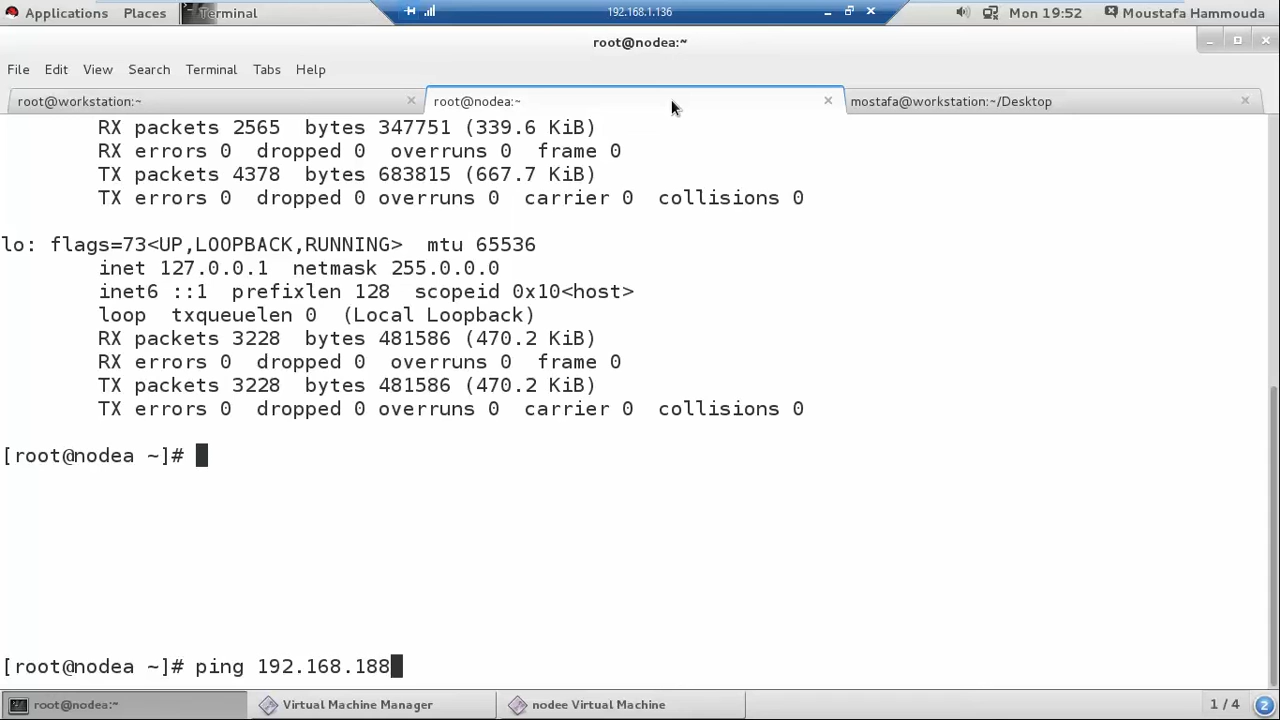 Applications Places Terminal 192.168.1.136 Mon 19:52 Moustafa Hammouda
root@nodea:~
File Edit View Search Terminal Tabs Help
root@workstation:~ root@nodea:~ mostafa@workstation:~/Desktop
RX packets 2565 bytes 347751 (339.6 KiB)
RX errors 0 dropped 0 overruns 0 frame 0
TX packets 4378 bytes 683815 (667.7 KiB)
TX errors 0 dropped 0 overruns 0 carrier 0 collisions 0
lo: flags=73<UP,LOOPBACK,RUNNING> mtu 65536
inet 127.0.0.1 netmask 255.0.0.0
inet6 ::1 prefixlen 128 scopeid 0x10<host>
loop txqueuelen 0 (Local Loopback)
RX packets 3228 bytes 481586 (470.2 KiB)
RX errors 0 dropped 0 overruns 0 frame 0
TX packets 3228 bytes 481586 (470.2 KiB)
TX errors 0 dropped 0 overruns 0 carrier 0 collisions 0
[root@nodea ~]#
[root@nodea ~]# ping 192.168.188
root@nodea:~ Virtual Machine Manager nodee Virtual Machine 1 / 4 2